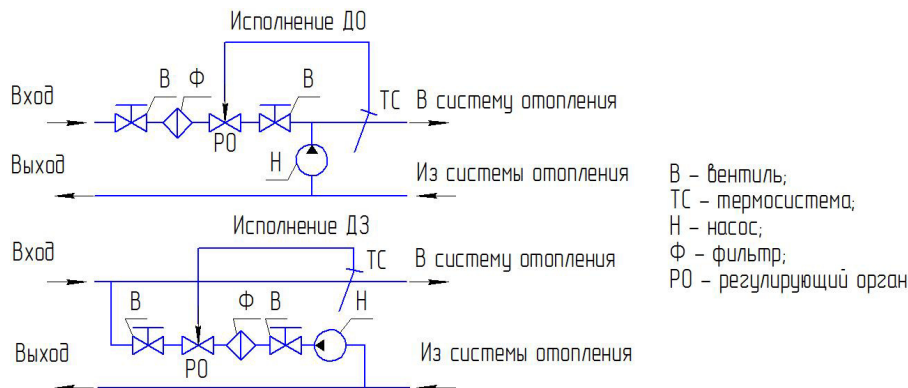 Исполнение ДО
Вход
В
Ф
В
ТС
В систему отопления
РО
Выход
Н
Из системы отопления
Исполнение ДЗ
Вход
ТС
В систему отопления
В
Ф
В
Н
РО
Выход
Из системы отопления
В – вентиль;
ТС – термосистема;
Н – насос;
Ф – фильтр;
РО – регулирующий орган